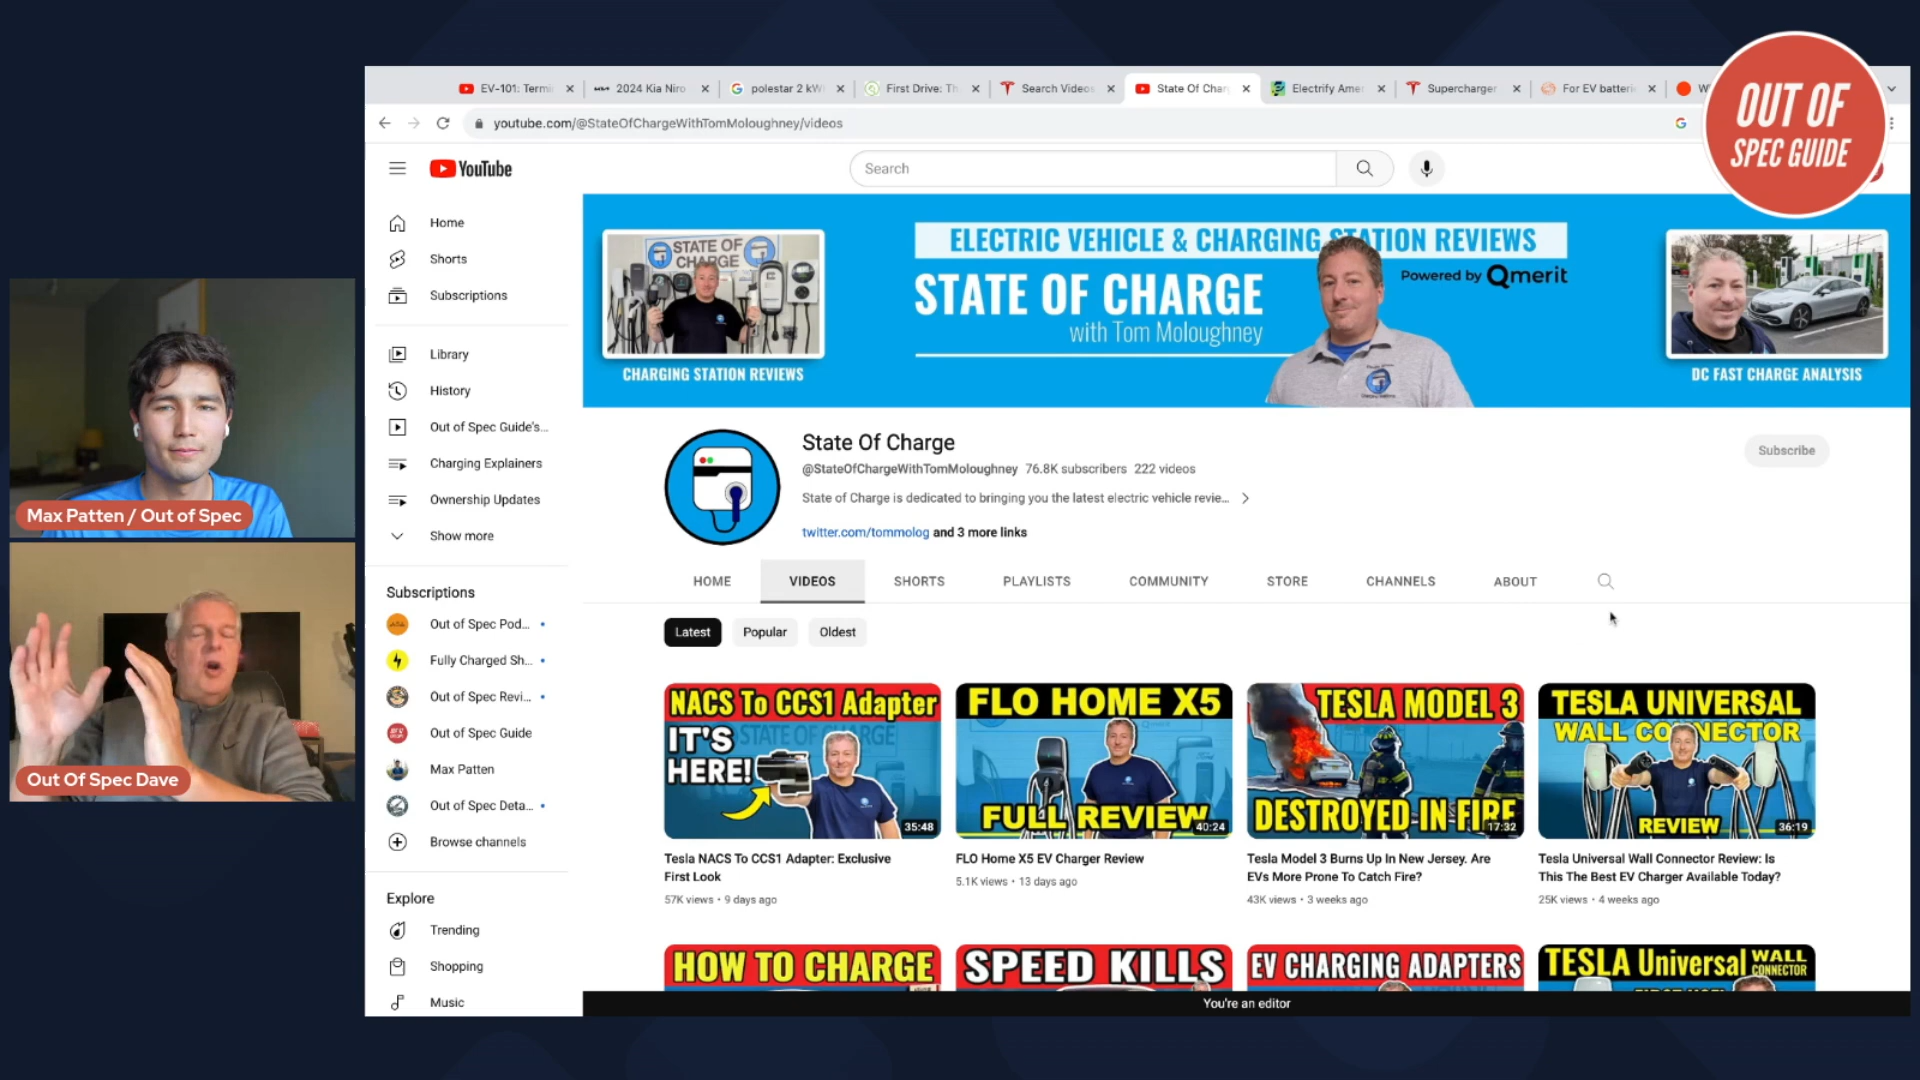 EV-101: Termi
2024 Kia Niro
polestar 2 kW
First Drive: Th
Search Videos
State Of Char
Electrify Amer
Supercharger
For EV batteri
W
youtube.com/@StateOfChargeWithTomMoloughney/videos
OUT OF
SPEC GUIDE
YouTube
Search
Home
Shorts
Subscriptions
Library
History
Out of Spec Guide's...
Charging Explainers
Ownership Updates
Show more
Subscriptions
Out of Spec Pod...
Fully Charged Sh...
Out of Spec Revi...
Out of Spec Guide
Max Patten
Out of Spec Deta...
Browse channels
Explore
Trending
Shopping
Music
Max Patten / Out of Spec
Out Of Spec Dave
STATE OF
CHARGE
CHARGING STATION REVIEWS
ELECTRIC VEHICLE & CHARGING STATION REVIEWS
STATE OF CHARGE
with Tom Moloughney
Powered by Qmerit
DC FAST CHARGE ANALYSIS
State Of Charge
@StateOfChargeWithTomMoloughney 76.8K subscribers 222 videos
State of Charge is dedicated to bringing you the latest electric vehicle revie...
twitter.com/tommolog and 3 more links
Subscribe
HOME
VIDEOS
SHORTS
PLAYLISTS
COMMUNITY
STORE
CHANNELS
ABOUT
Latest
Popular
Oldest
NACS To CCS1 Adapter
IT'S
HERE!
STATE OF CHARGE
35:48
Tesla NACS To CCS1 Adapter: Exclusive
First Look
57K views • 9 days ago
FLO HOME X5
FULL REVIEW
40:24
FLO Home X5 EV Charger Review
5.1K views • 13 days ago
TESLA MODEL 3
DESTROYED IN FIRE
17:32
Tesla Model 3 Burns Up In New Jersey. Are
EVs More Prone To Catch Fire?
43K views • 3 weeks ago
TESLA UNIVERSAL
WALL CONNECTOR
REVIEW
36:19
Tesla Universal Wall Connector Review: Is
This The Best EV Charger Available Today?
25K views • 4 weeks ago
HOW TO CHARGE
SPEED KILLS
EV CHARGING ADAPTERS
TESLA Universal WALL
CONNECTOR
You're an editor